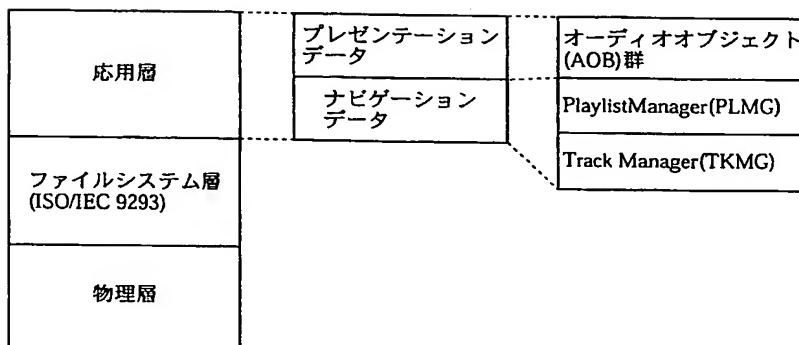 応用層
ファイルシステム層
(ISO/IEC 9293)
物理層
プレゼンテーション
データ
ナビゲーション
データ
オーディオオブジェクト
(AOB)群
PlaylistManager(PLMG)
Track Manager(TKMG)